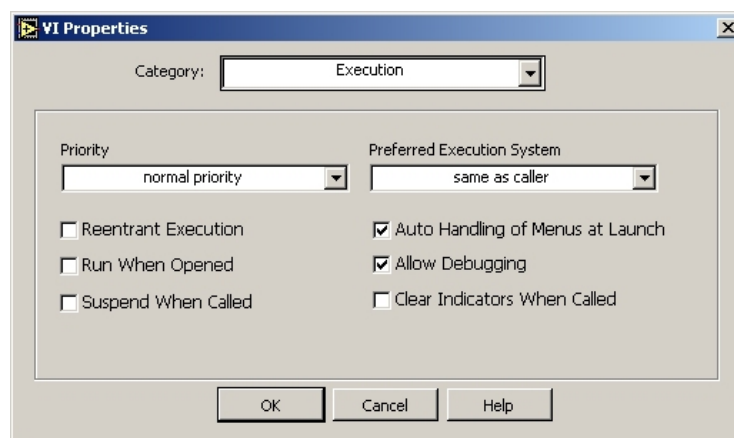 VI Properties
Category: Execution
Priority
normal priority
Preferred Execution System
same as caller
Reentrant Execution
Run When Opened
Suspend When Called
Auto Handling of Menus at Launch
Allow Debugging
Clear Indicators When Called
OK Cancel Help